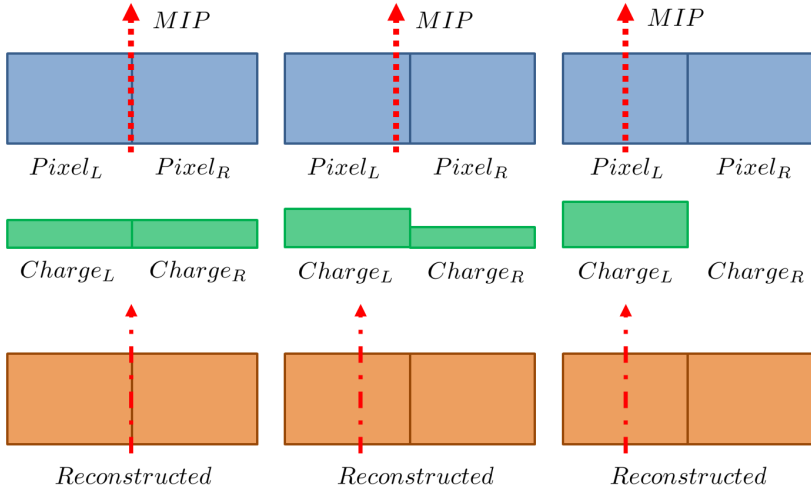 MIP MIP MIP
Pixel_L Pixel_R Pixel_L Pixel_R Pixel_L Pixel_R
Charge_L Charge_R Charge_L Charge_R Charge_L Charge_R
Reconstructed Reconstructed Reconstructed